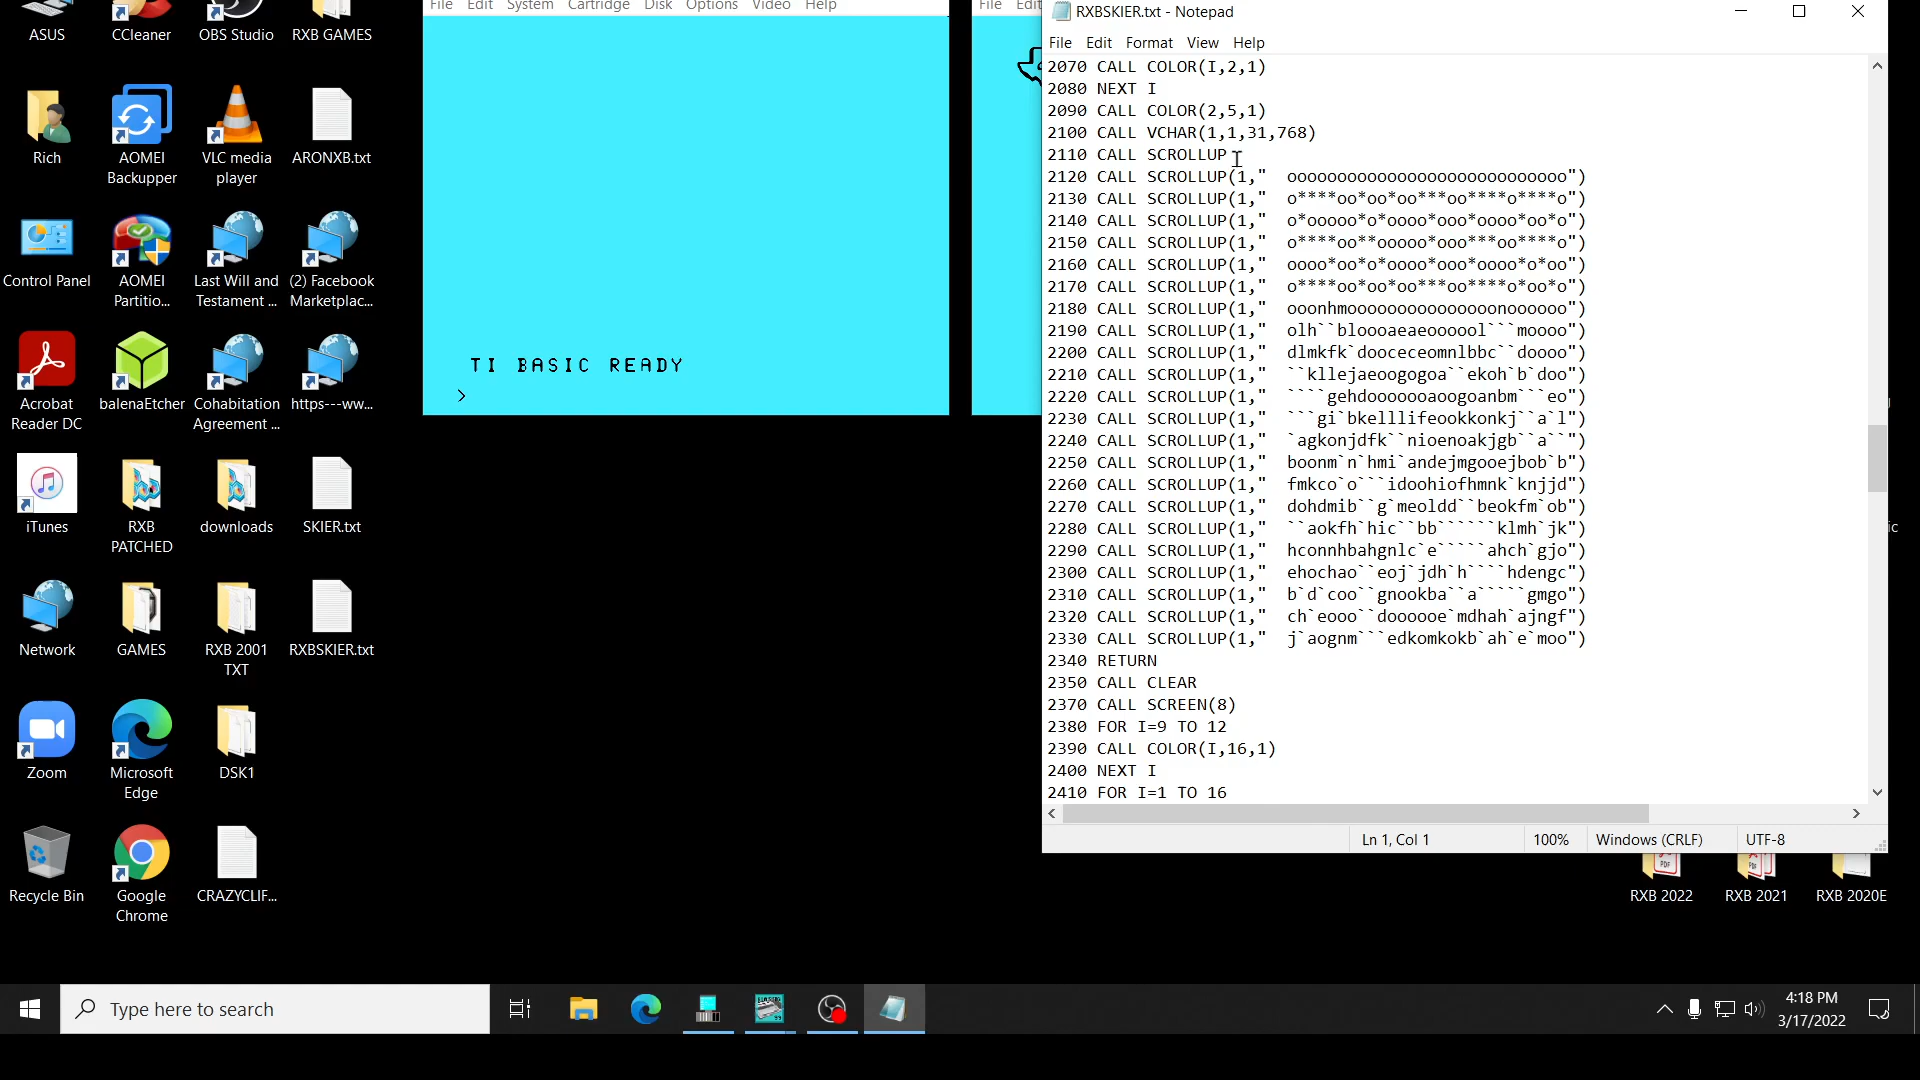 ASUS
CCleaner
OBS Studio
RXB GAMES
Rich
AOMEI
Backupper
VLC media
player
ARONXB.txt
Control Panel
AOMEI
Partitio...
Last Will and
Testament ...
(2) Facebook
Marketplac...
Acrobat
Reader DC
balenaEtcher
Cohabitation
Agreement ...
https---ww...
iTunes
RXB
PATCHED
downloads
SKIER.txt
Network
GAMES
RXB 2001
TXT
RXBSKIER.txt
Zoom
Microsoft
Edge
DSK1
Recycle Bin
Google
Chrome
CRAZYCLIF...
File Edit System Cartridge Disk Options Video Help
TI BASIC READY
>
File Edit
RXBSKIER.txt - Notepad
File Edit Format View Help
2070 CALL COLOR(I,2,1)
2080 NEXT I
2090 CALL COLOR(2,5,1)
2100 CALL VCHAR(1,1,31,768)
2110 CALL SCROLLUP
2120 CALL SCROLLUP(1,"  oooooooooooooooooooooooooooo")
2130 CALL SCROLLUP(1,"  o****oo*oo*oo***oo****o****o")
2140 CALL SCROLLUP(1,"  o*ooooo*o*oooo*ooo*oooo*oo*o")
2150 CALL SCROLLUP(1,"  o****oo**ooooo*ooo***oo****o")
2160 CALL SCROLLUP(1,"  oooo*oo*o*oooo*ooo*oooo*o*oo")
2170 CALL SCROLLUP(1,"  o****oo*oo*oo***oo****o*oo*o")
2180 CALL SCROLLUP(1,"  ooonhmooooooooooooooonoooooo")
2190 CALL SCROLLUP(1,"  olh``bloooaeaeoooool```moooo")
2200 CALL SCROLLUP(1,"  dlmkfk`dooceceomnlbbc``doooo")
2210 CALL SCROLLUP(1,"  ``kllejaeoogogoa``ekoh`b`doo")
2220 CALL SCROLLUP(1,"  ````gehdoooooooaoogoanbm```eo")
2230 CALL SCROLLUP(1,"  ```gi`bkelllifeookkonkj``a`l")
2240 CALL SCROLLUP(1,"  `agkonjdfk``nioenoakjgb``a``")
2250 CALL SCROLLUP(1,"  boonm`n`hmi`andejmgooejbob`b")
2260 CALL SCROLLUP(1,"  fmkco`o```idoohiofhmnk`knjjd")
2270 CALL SCROLLUP(1,"  dohdmib``g`meoldd``beokfm`ob")
2280 CALL SCROLLUP(1,"  ``aokfh`hic``bb``````klmh`jk")
2290 CALL SCROLLUP(1,"  hconnhbahgnlc`e`````ahch`gjo")
2300 CALL SCROLLUP(1,"  ehochao``eoj`jdh`h````hdengc")
2310 CALL SCROLLUP(1,"  b`d`coo``gnookba``a`````gmgo")
2320 CALL SCROLLUP(1,"  ch`eooo``doooooe`mdhah`ajngf")
2330 CALL SCROLLUP(1,"  j`aognm```edkomkokb`ah`e`moo")
2340 RETURN
2350 CALL CLEAR
2370 CALL SCREEN(8)
2380 FOR I=9 TO 12
2390 CALL COLOR(I,16,1)
2400 NEXT I
2410 FOR I=1 TO 16
Ln 1, Col 1
100%
Windows (CRLF)
UTF-8
RXB 2022
RXB 2021
RXB 2020E
Type here to search
4:18 PM
3/17/2022